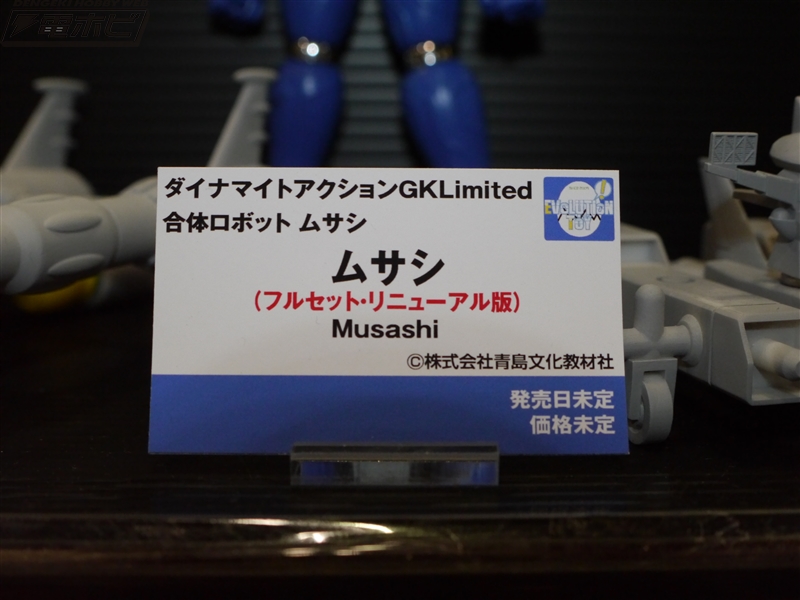 電ホビ
ダイナマイトアクションGKLimited
合体ロボット ムサシ
EVOLUTION
TOY
ムサシ
(フルセット・リニューアル版)
Musashi
©株式会社青島文化教材社
発売日未定
価格未定